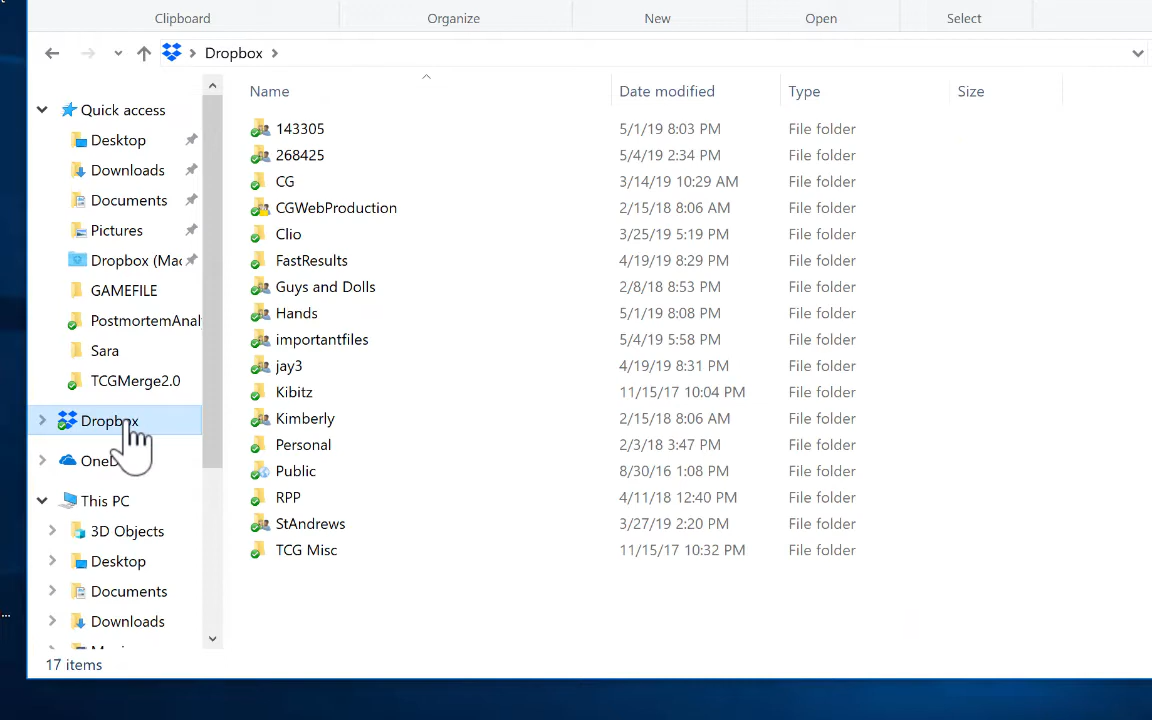 Clipboard Organize New Open Select
Dropbox
Name Date modified Type Size
Quick access
Desktop
Downloads
Documents
Pictures
Dropbox (Mac
GAMEFILE
PostmortemAnal
Sara
TCGMerge2.0
Dropbox
This PC
3D Objects
Desktop
Documents
Downloads
143305 5/1/19 8:03 PM File folder
268425 5/4/19 2:34 PM File folder
CG 3/14/19 10:29 AM File folder
CGWebProduction 2/15/18 8:06 AM File folder
Clio 3/25/19 5:19 PM File folder
FastResults 4/19/19 8:29 PM File folder
Guys and Dolls 2/8/18 8:53 PM File folder
Hands 5/1/19 8:08 PM File folder
importantfiles 5/4/19 5:58 PM File folder
jay3 4/19/19 8:31 PM File folder
Kibitz 11/15/17 10:04 PM File folder
Kimberly 2/15/18 8:06 AM File folder
Personal 2/3/18 3:47 PM File folder
Public 8/30/16 1:08 PM File folder
RPP 4/11/18 12:40 PM File folder
StAndrews 3/27/19 2:20 PM File folder
TCG Misc 11/15/17 10:32 PM File folder
17 items
...